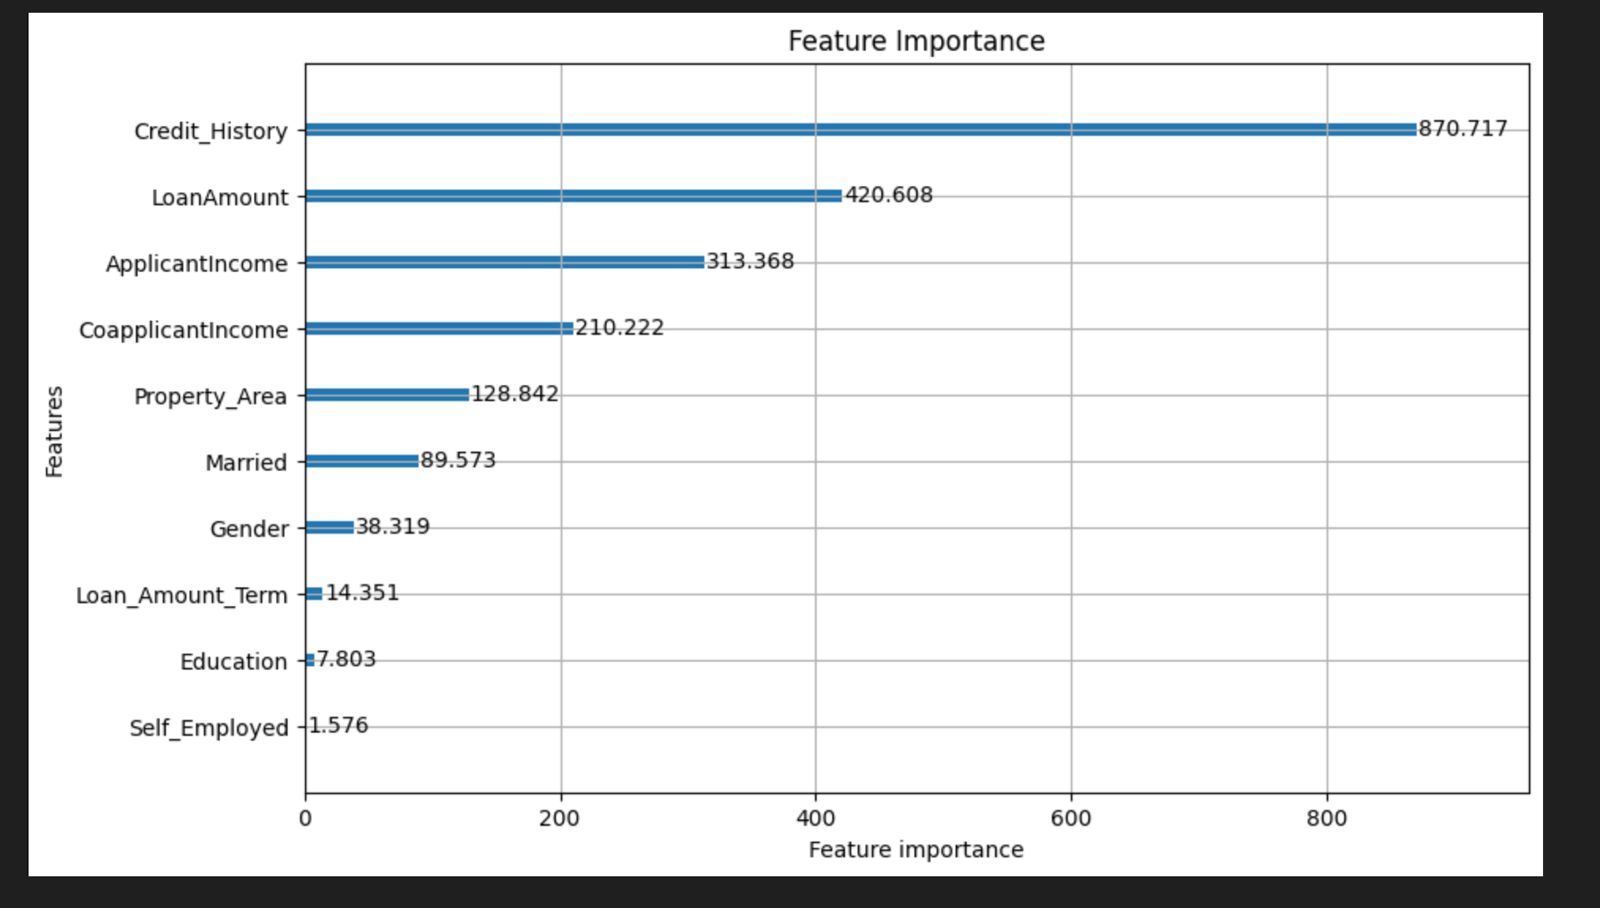 Feature Importance
Credit_History 870.717
LoanAmount 420.608
ApplicantIncome 313.368
CoapplicantIncome 210.222
Property_Area 128.842
Married 89.573
Gender 38.319
Loan_Amount_Term 14.351
Education 7.803
Self_Employed 1.576
Features
0 200 400 600 800
Feature importance